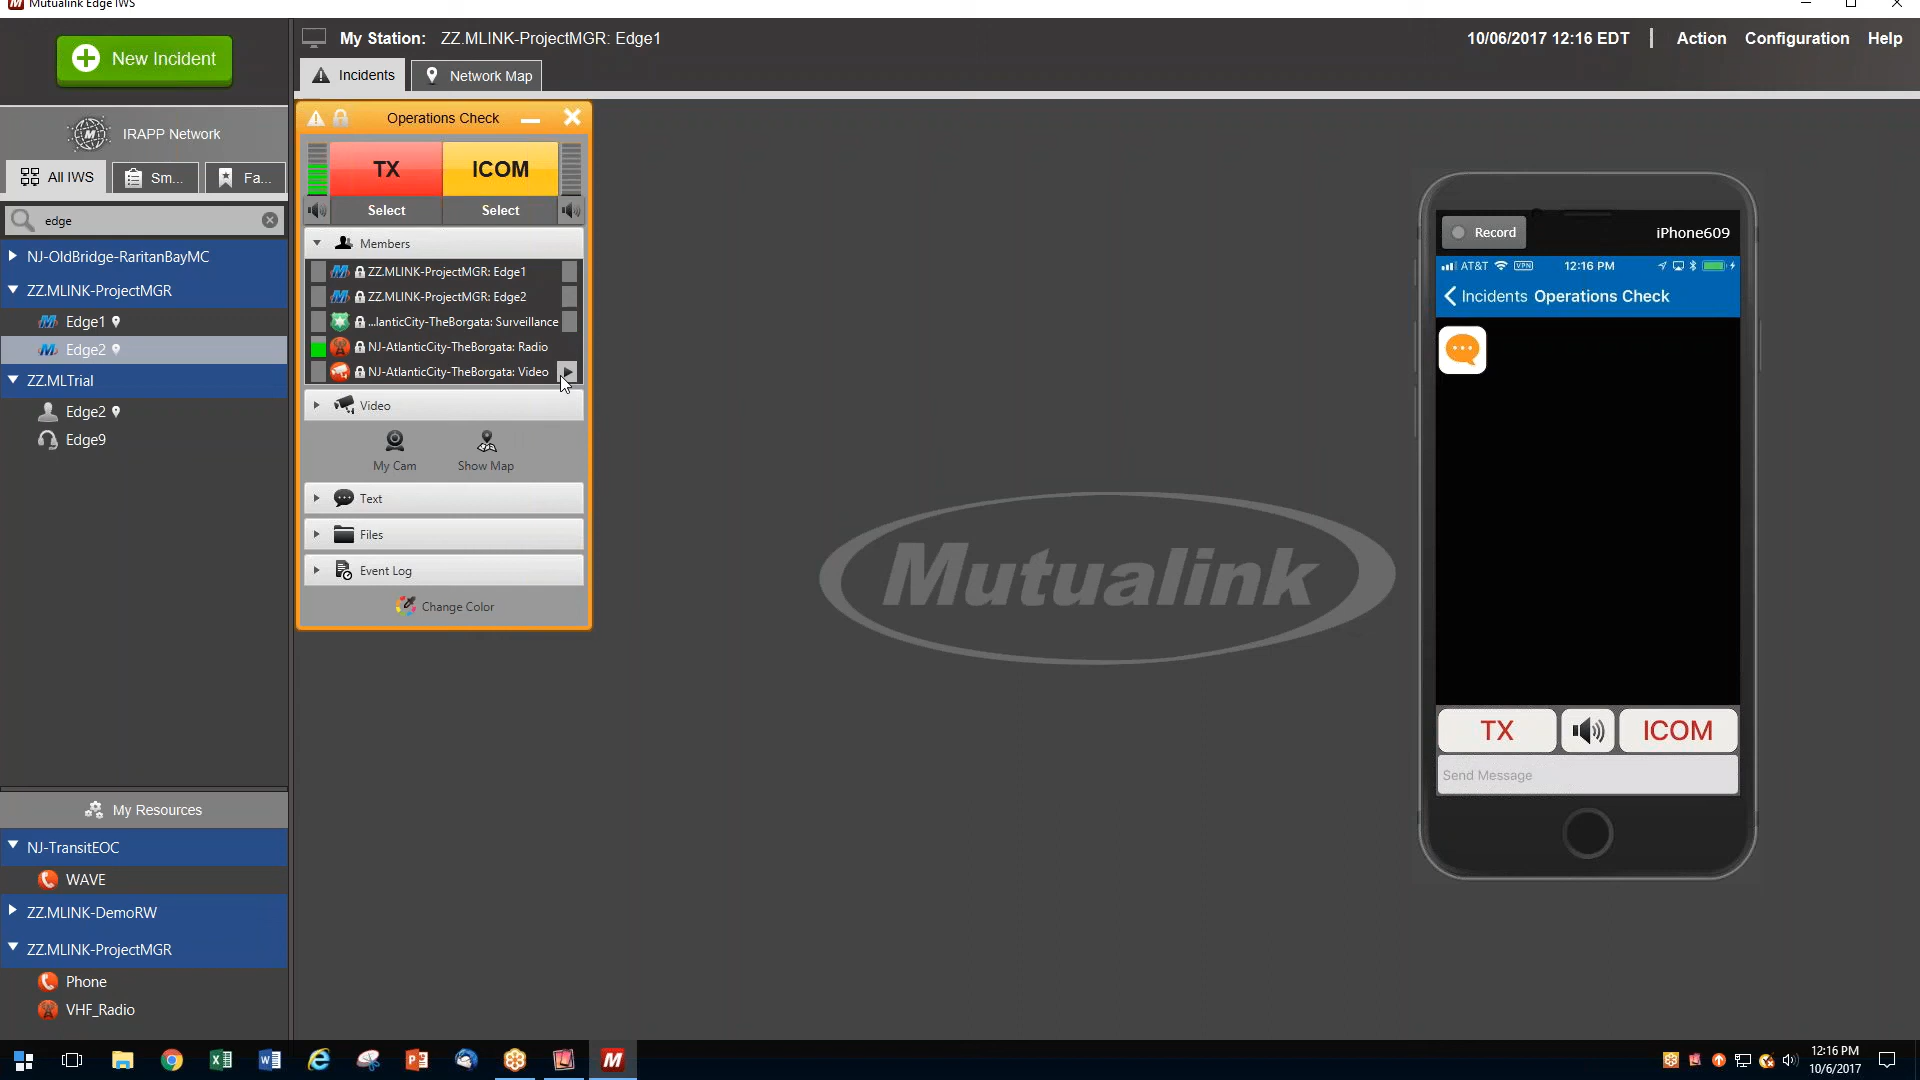 Mutualink Edge IWS
New Incident
My Station: ZZ.MLINK-ProjectMGR: Edge1
10/06/2017 12:16 EDT | Action Configuration Help
Incidents
Network Map
IRAPP Network
All IWS
Sm...
Fa...
edge
NJ-OldBridge-RaritanBayMC
ZZ.MLINK-ProjectMGR
Edge1
Edge2
ZZ.MLTrial
Edge2
Edge9
My Resources
NJ-TransitEOC
WAVE
ZZ.MLINK-DemoRW
ZZ.MLINK-ProjectMGR
Phone
VHF_Radio
Operations Check
TX
ICOM
Select
Select
Members
ZZ.MLINK-ProjectMGR: Edge1
ZZ.MLINK-ProjectMGR: Edge2
...lanticCity-TheBorgata: Surveillance
NJ-AtlanticCity-TheBorgata: Radio
NJ-AtlanticCity-TheBorgata: Video
Video
My Cam
Show Map
Text
Files
Event Log
Change Color
Mutualink
Record
iPhone609
AT&T VPN 12:16 PM
Incidents Operations Check
TX
ICOM
Send Message
12:16 PM
10/6/2017